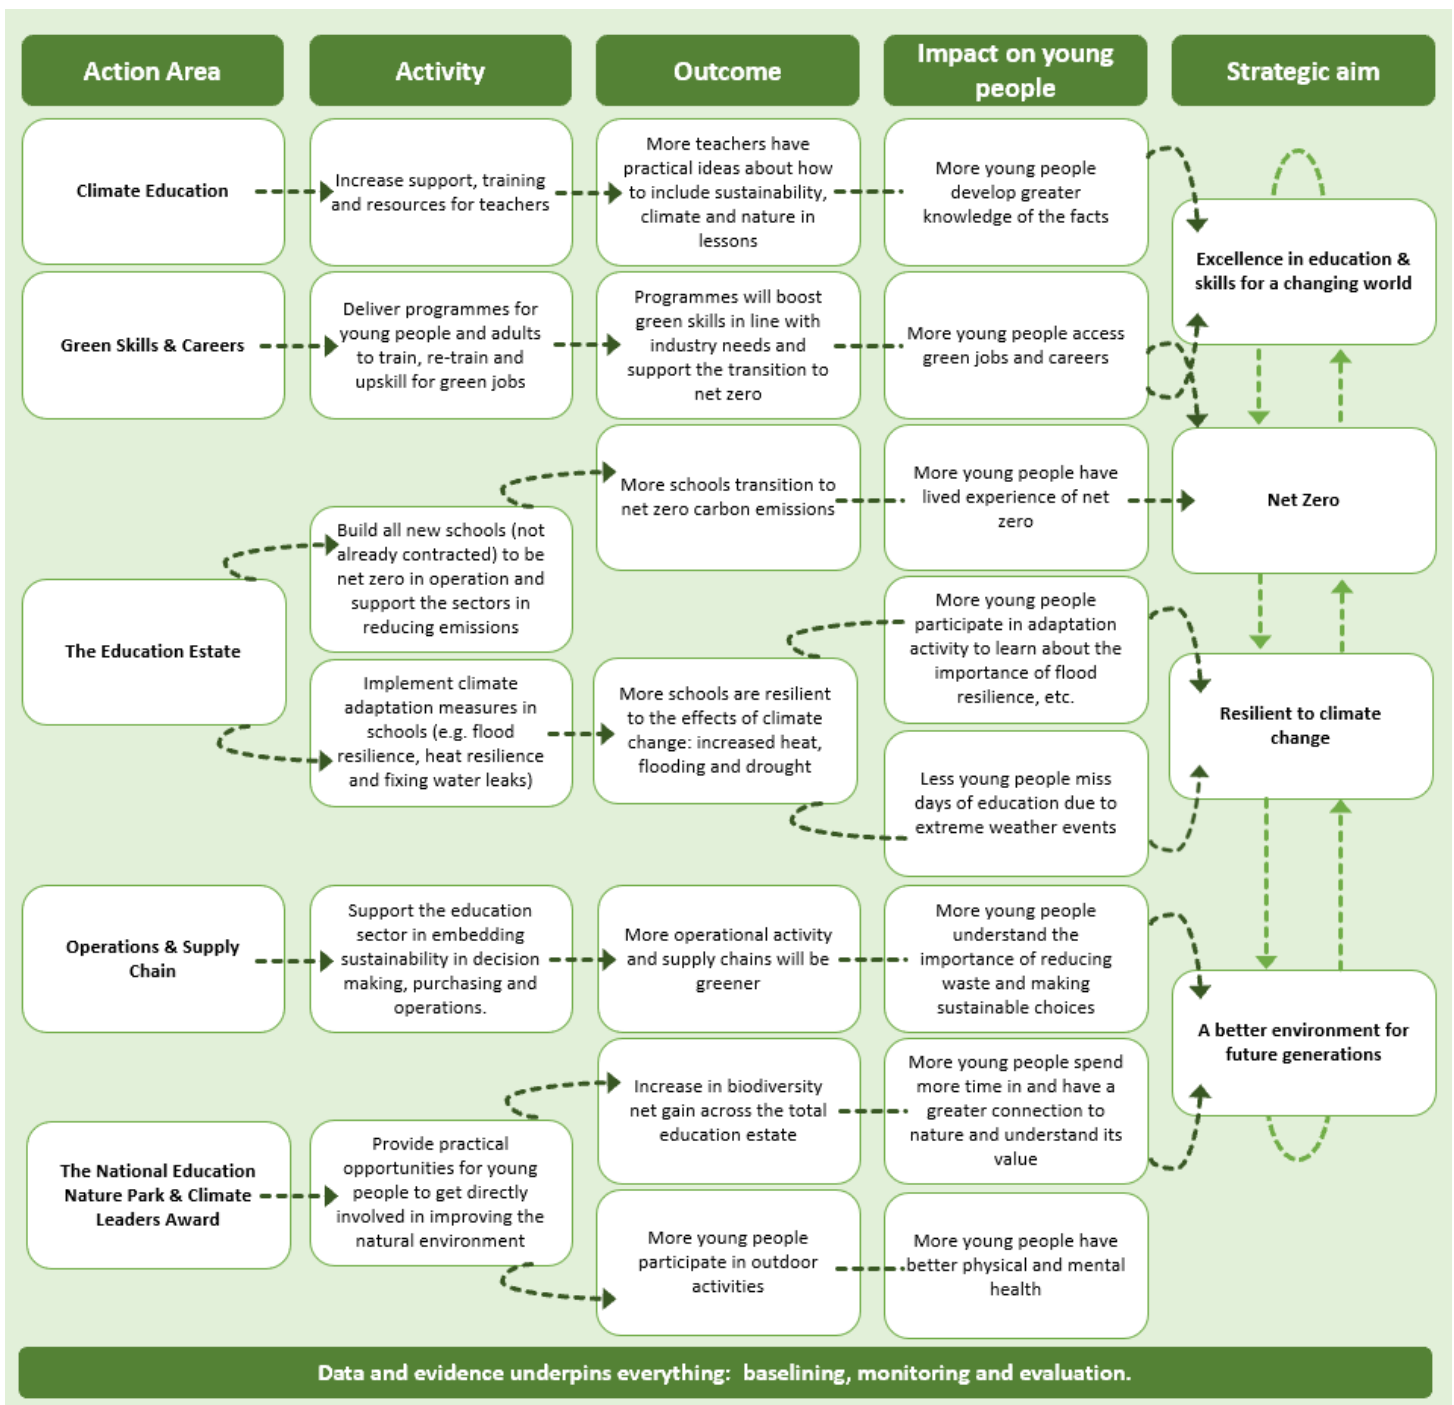 Action Area
Activity
Outcome
Impact on young
people
Strategic aim
Climate Education
Increase support, training
and resources for teachers
More teachers have
practical ideas about how
to include sustainability,
climate and nature in
lessons
More young people
develop greater
knowledge of the facts
Excellence in education &
skills for a changing world
Green Skills & Careers
Deliver programmes for
young people and adults
to train, re-train and
upskill for green jobs
Programmes will boost
green skills in line with
industry needs and
support the transition to
net zero
More young people access
green jobs and careers
More schools transition to
net zero carbon emissions
More young people have
lived experience of net
zero
Net Zero
The Education Estate
Build all new schools (not
already contracted) to be
net zero in operation and
support the sectors in
reducing emissions
Implement climate
adaptation measures in
schools (e.g. flood
resilience, heat resilience
and fixing water leaks)
More schools are resilient
to the effects of climate
change: increased heat,
flooding and drought
More young people
participate in adaptation
activity to learn about the
importance of flood
resilience, etc.
Less young people miss
days of education due to
extreme weather events
Resilient to climate
change
Operations & Supply
Chain
Support the education
sector in embedding
sustainability in decision
making, purchasing and
operations.
More operational activity
and supply chains will be
greener
More young people
understand the
importance of reducing
waste and making
sustainable choices
A better environment for
future generations
The National Education
Nature Park & Climate
Leaders Award
Provide practical
opportunities for young
people to get directly
involved in improving the
natural environment
Increase in biodiversity
net gain across the total
education estate
More young people spend
more time in and have a
greater connection to
nature and understand its
value
More young people
participate in outdoor
activities
More young people have
better physical and mental
health
Data and evidence underpins everything:  baselining, monitoring and evaluation.